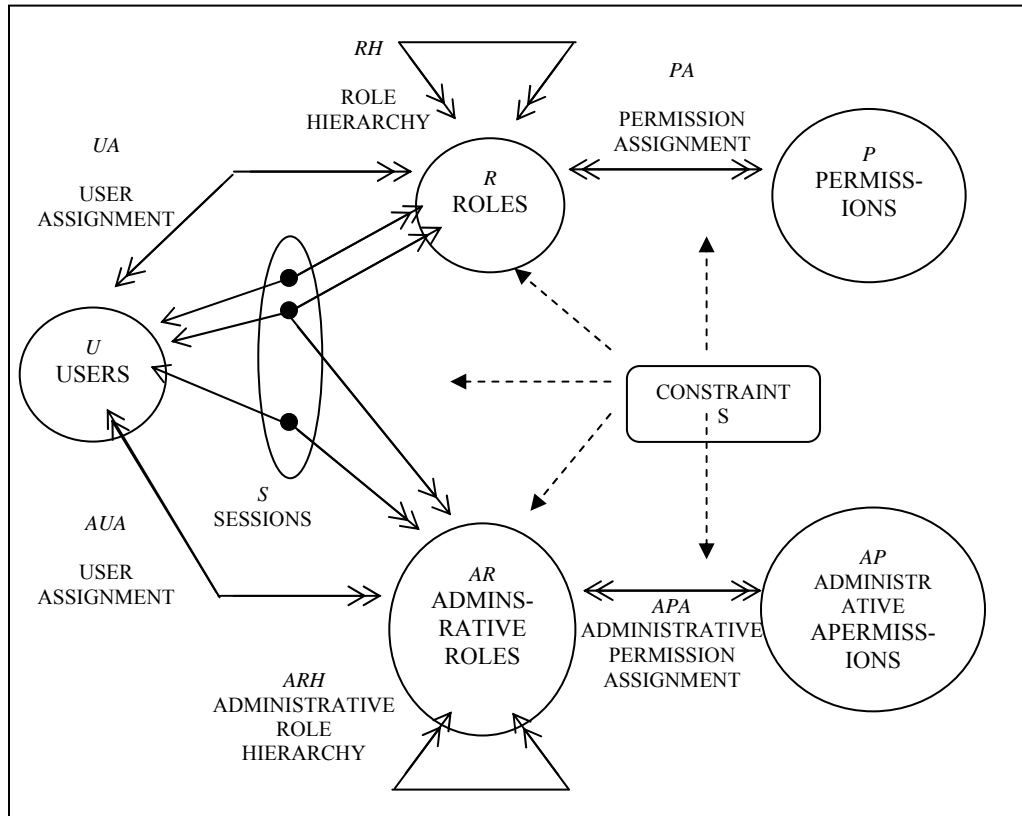 RH
ROLE
HIERARCHY
PA
PERMISSION
ASSIGNMENT
UA
USER
ASSIGNMENT
R
ROLES
P
PERMISS-
IONS
U
USERS
CONSTRAINT
S
S
SESSIONS
AUA
USER
ASSIGNMENT
AR
ADMINS-
RATIVE
ROLES
APA
ADMINISTRATIVE
PERMISSION
ASSIGNMENT
AP
ADMINISTR
ATIVE
APERMISS-
IONS
ARH
ADMINISTRATIVE
ROLE
HIERARCHY